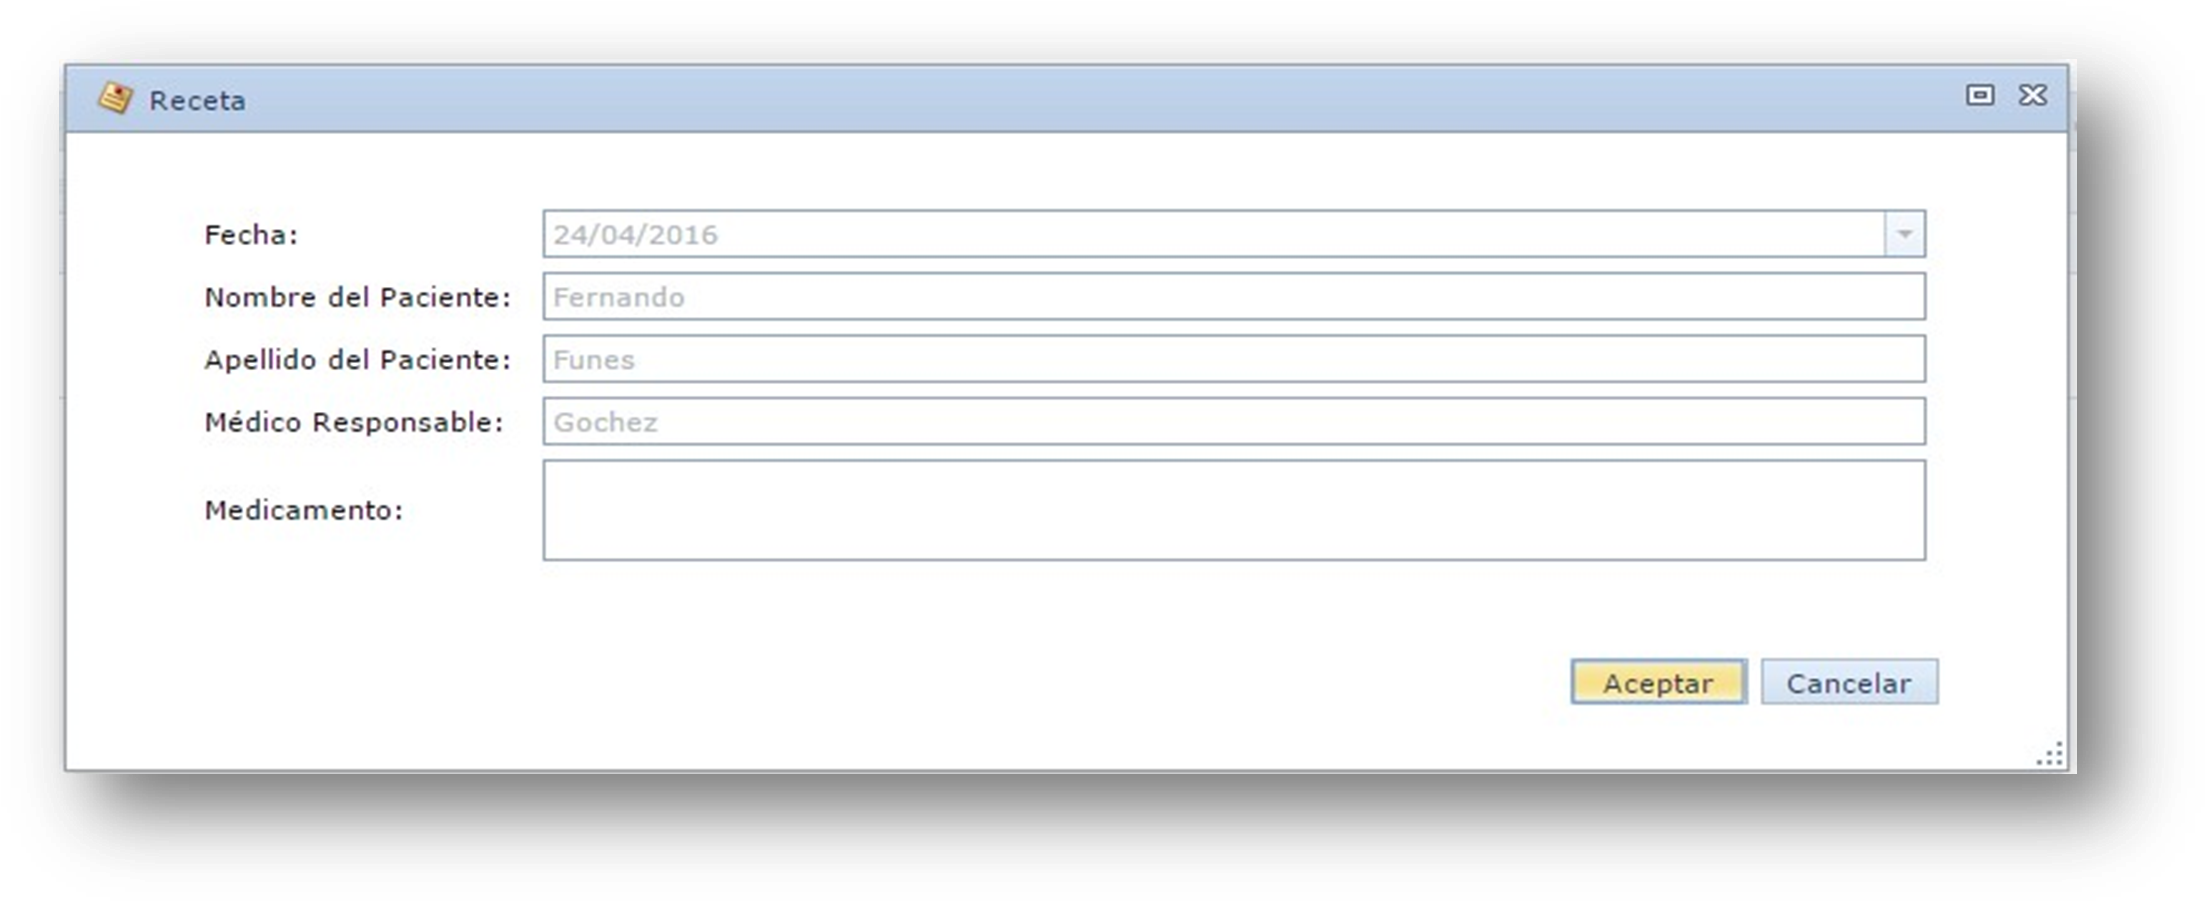 Receta
Fecha: 24/04/2016
Nombre del Paciente: Fernando
Apellido del Paciente: Funes
Médico Responsable: Gochez
Medicamento:
Aceptar Cancelar